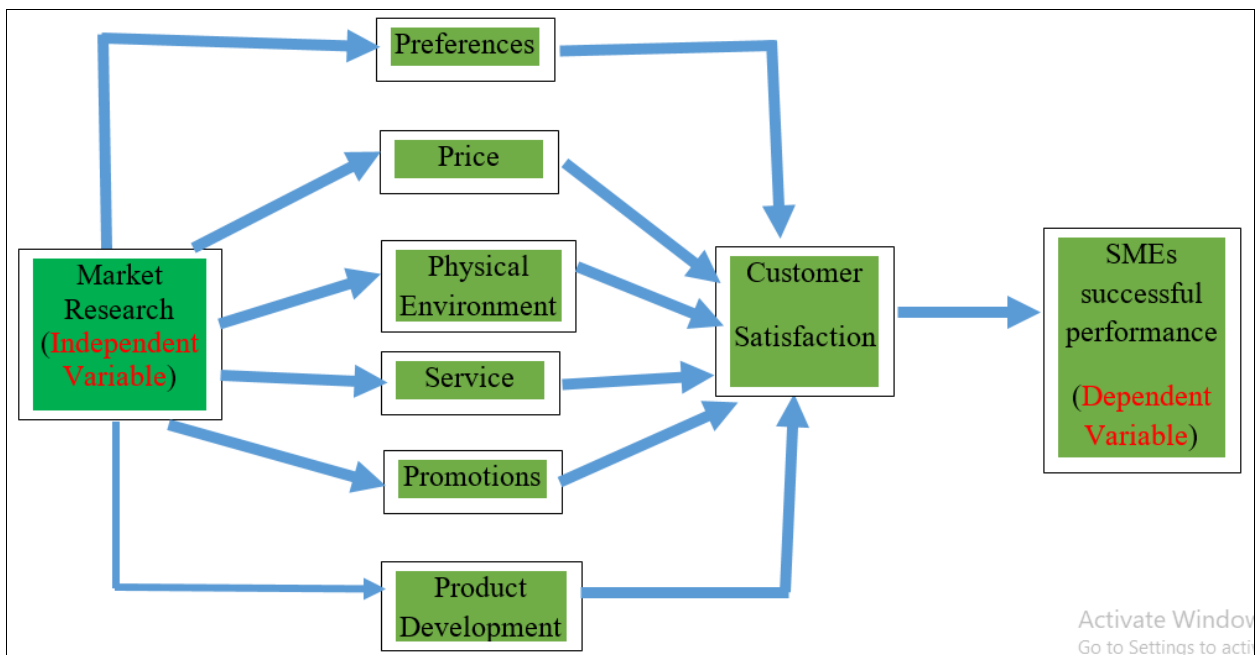 Preferences
Price
Market
Research
(Independent
Variable)
Physical
Environment
Service
Promotions
Product
Development
Customer
Satisfaction
SMEs
successful
performance
(Dependent
Variable)
Activate Window
Go to Settings to acti